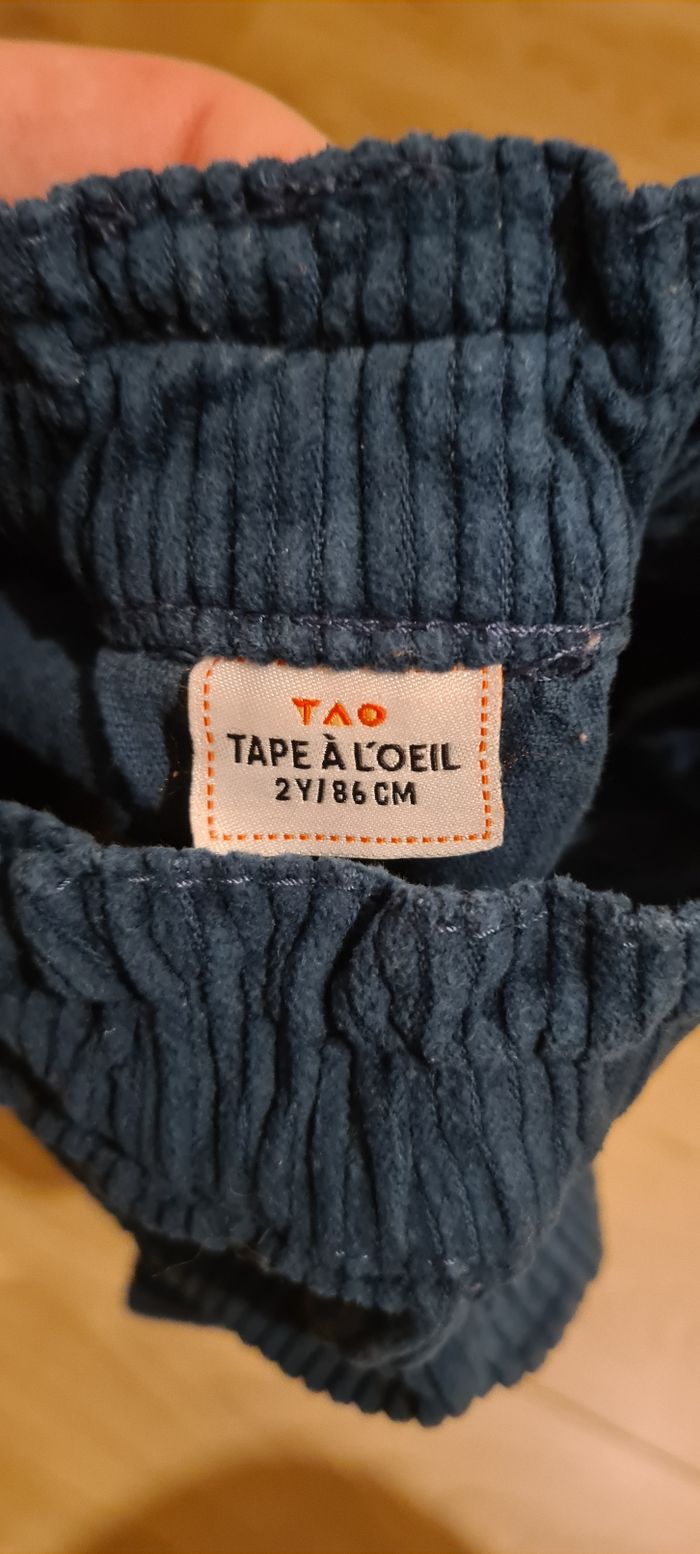 TAO
TAPE À L'OEIL
2Y/86CM